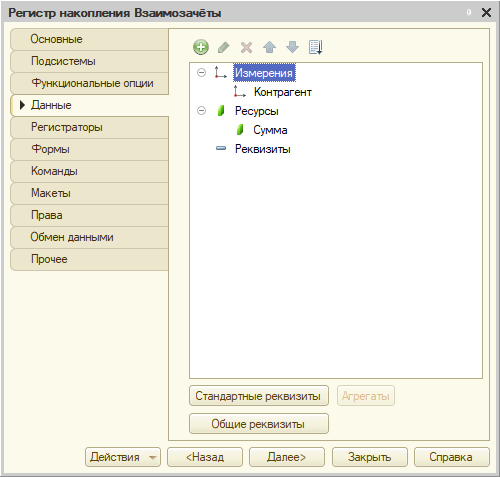 Регистр накопления Взаимозачёты
Основные
Подсистемы
Функциональные опции
Данные
Регистраторы
Формы
Команды
Макеты
Права
Обмен данными
Прочее
Измерения
Контрагент
Ресурсы
Сумма
Реквизиты
Стандартные реквизиты
Агрегаты
Общие реквизиты
Действия
<Назад
Далее>
Закрыть
Справка